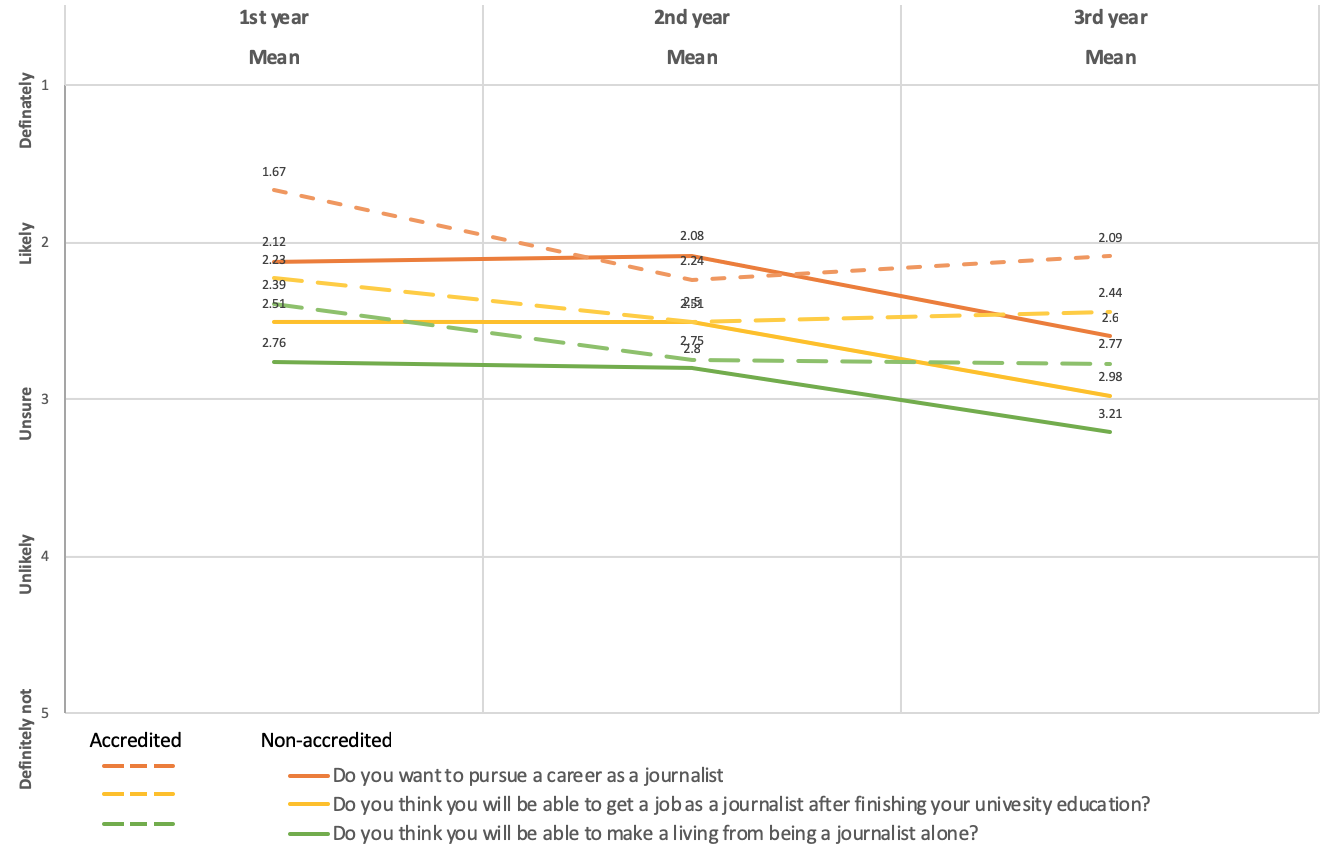 1st year 2nd year 3rd year
Mean Mean Mean
Definately
1
Likely
2
Unsure
3
Unlikely
4
Definitely not
5
1.67
2.12
2.23
2.39
2.51
2.76
2.08
2.24
2.5
2.51
2.75
2.8
2.09
2.44
2.6
2.77
2.98
3.21
Accredited Non-accredited
Do you want to pursue a career as a journalist
Do you think you will be able to get a job as a journalist after finishing your univesity education?
Do you think you will be able to make a living from being a journalist alone?